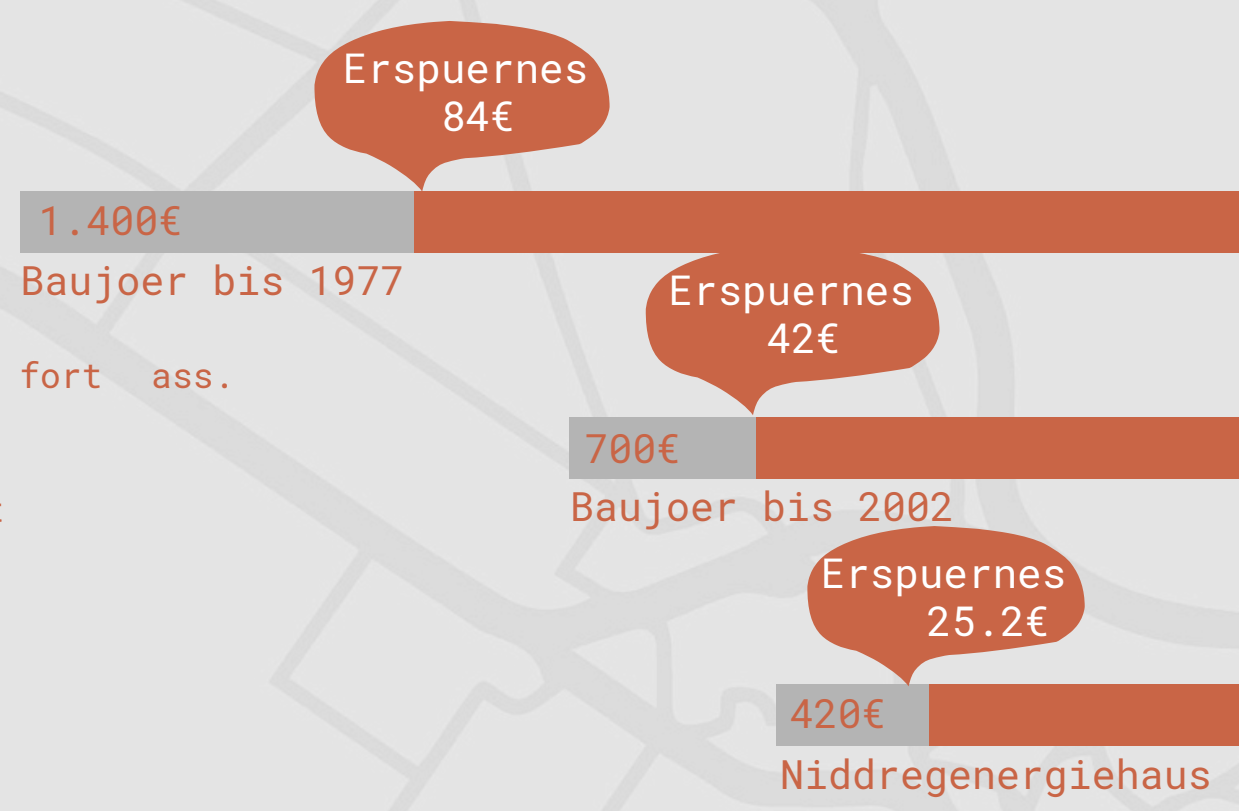 Erspuernes
84€
1.400€
Baujoer bis 1977
Erspuernes
42€
fort ass.
700€
Baujoer bis 2002
Erspuernes
25.2€
420€
Niddregenergiehaus